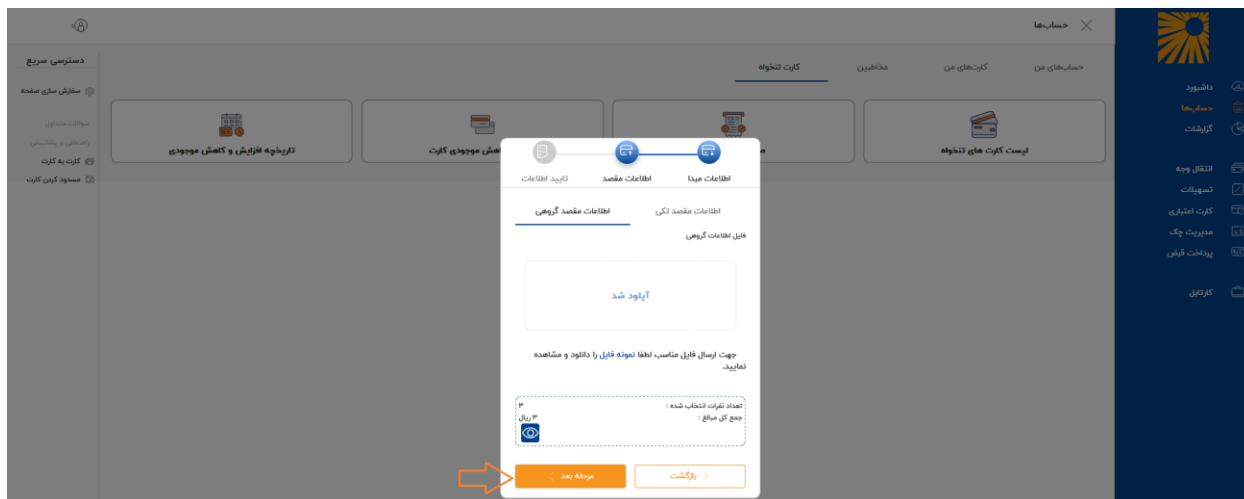 حساب‌ها
حساب‌های من
کارت‌های من
مخاطبین
کارت تنخواه
داشبورد
حساب‌ها
گزارشات
انتقال وجه
تسهیلات
کارت اعتباری
مدیریت چک
پرداخت قبض
کارتابل
لیست کارت های تنخواه
اهش موجودی کارت
تاریخچه افزایش و کاهش موجودی
دسترسی سریع
سفارش سازی صفحه
سوالات متداول
راهنمایی و پشتیبانی
کارت به کارت
مسدود کردن کارت
اطلاعات مبدا
اطلاعات مقصد
تایید اطلاعات
اطلاعات مقصد تکی
اطلاعات مقصد گروهی
فایل اطلاعات گروهی
آپلود شد
جهت ارسال فایل مناسب لطفا نمونه فایل را دانلود و مشاهده
نمایید.
تعداد نفرات انتخاب شده : ۳
جمع کل مبالغ : ۳ ریال
بازگشت
مرحله بعد